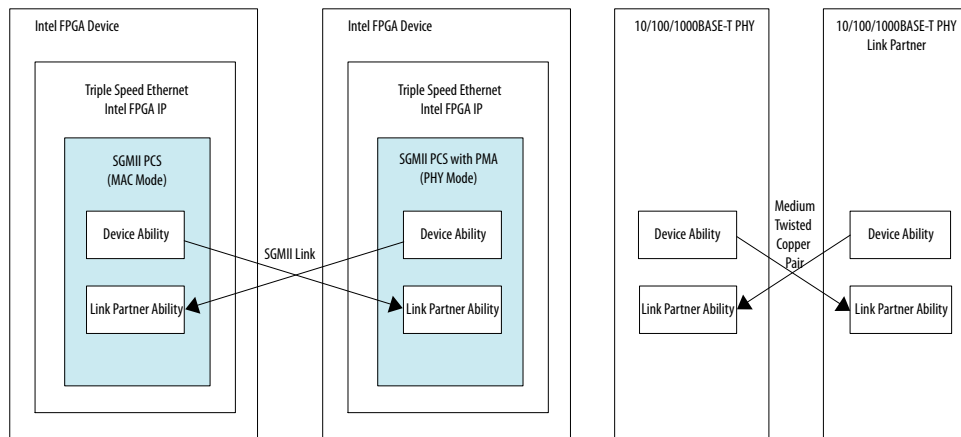 Intel FPGA Device
Triple Speed Ethernet
Intel FPGA IP
SGMII PCS
(MAC Mode)
Device Ability
Link Partner Ability
SGMII Link
Intel FPGA Device
Triple Speed Ethernet
Intel FPGA IP
SGMII PCS with PMA
(PHY Mode)
Device Ability
Link Partner Ability
10/100/1000BASE-T PHY
Device Ability
Link Partner Ability
Medium
Twisted
Copper
Pair
10/100/1000BASE-T PHY
Link Partner
Device Ability
Link Partner Ability